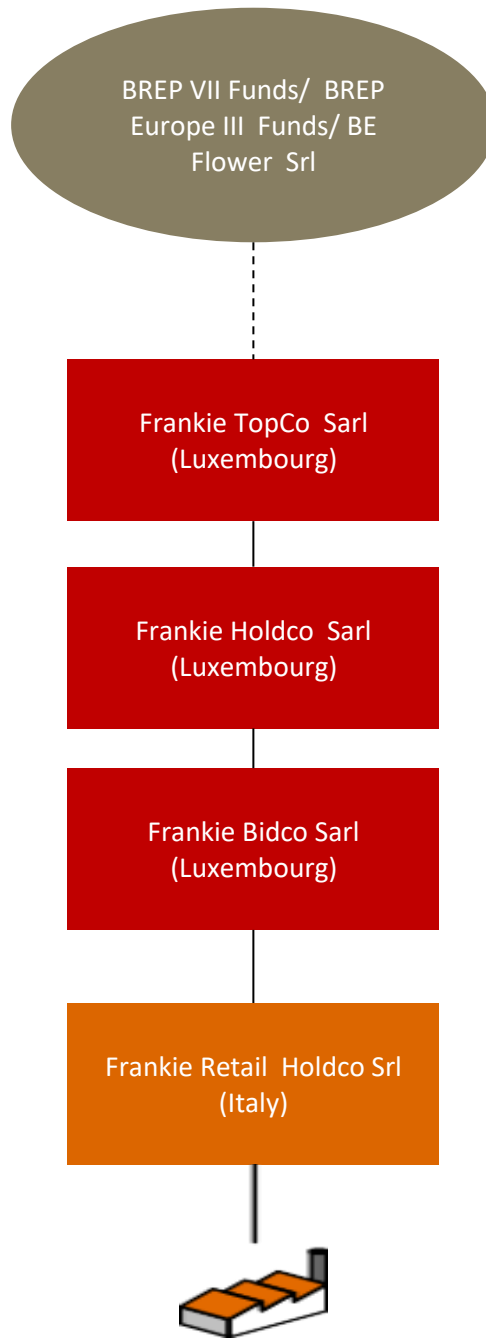 BREP VII Funds/ BREP
Europe III Funds/ BE
Flower Srl
Frankie TopCo Sarl
(Luxembourg)
Frankie Holdco Sarl
(Luxembourg)
Frankie Bidco Sarl
(Luxembourg)
Frankie Retail Holdco Srl
(Italy)